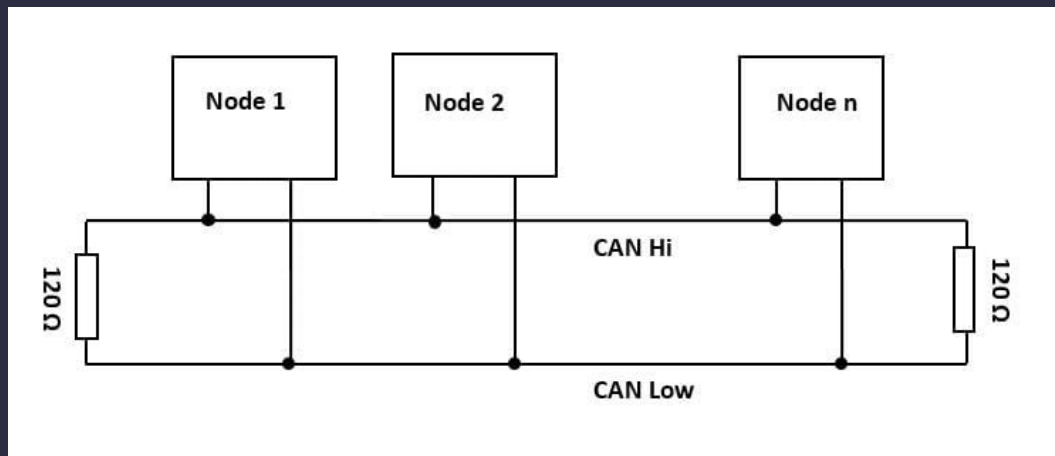 Node 1
Node 2
Node n
CAN Hi
120 Ω
120 Ω
CAN Low